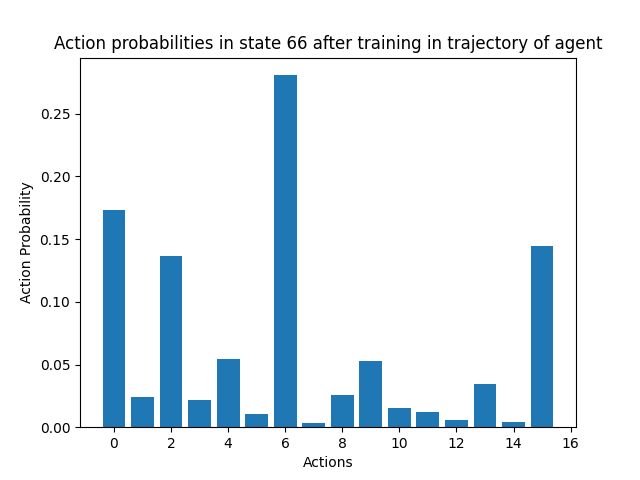 Action probabilities in state 66 after training in trajectory of agent
0.25
0.20
0.15
0.10
0.05
0.00
Action Probability
0 2 4 6 8 10 12 14 16
Actions